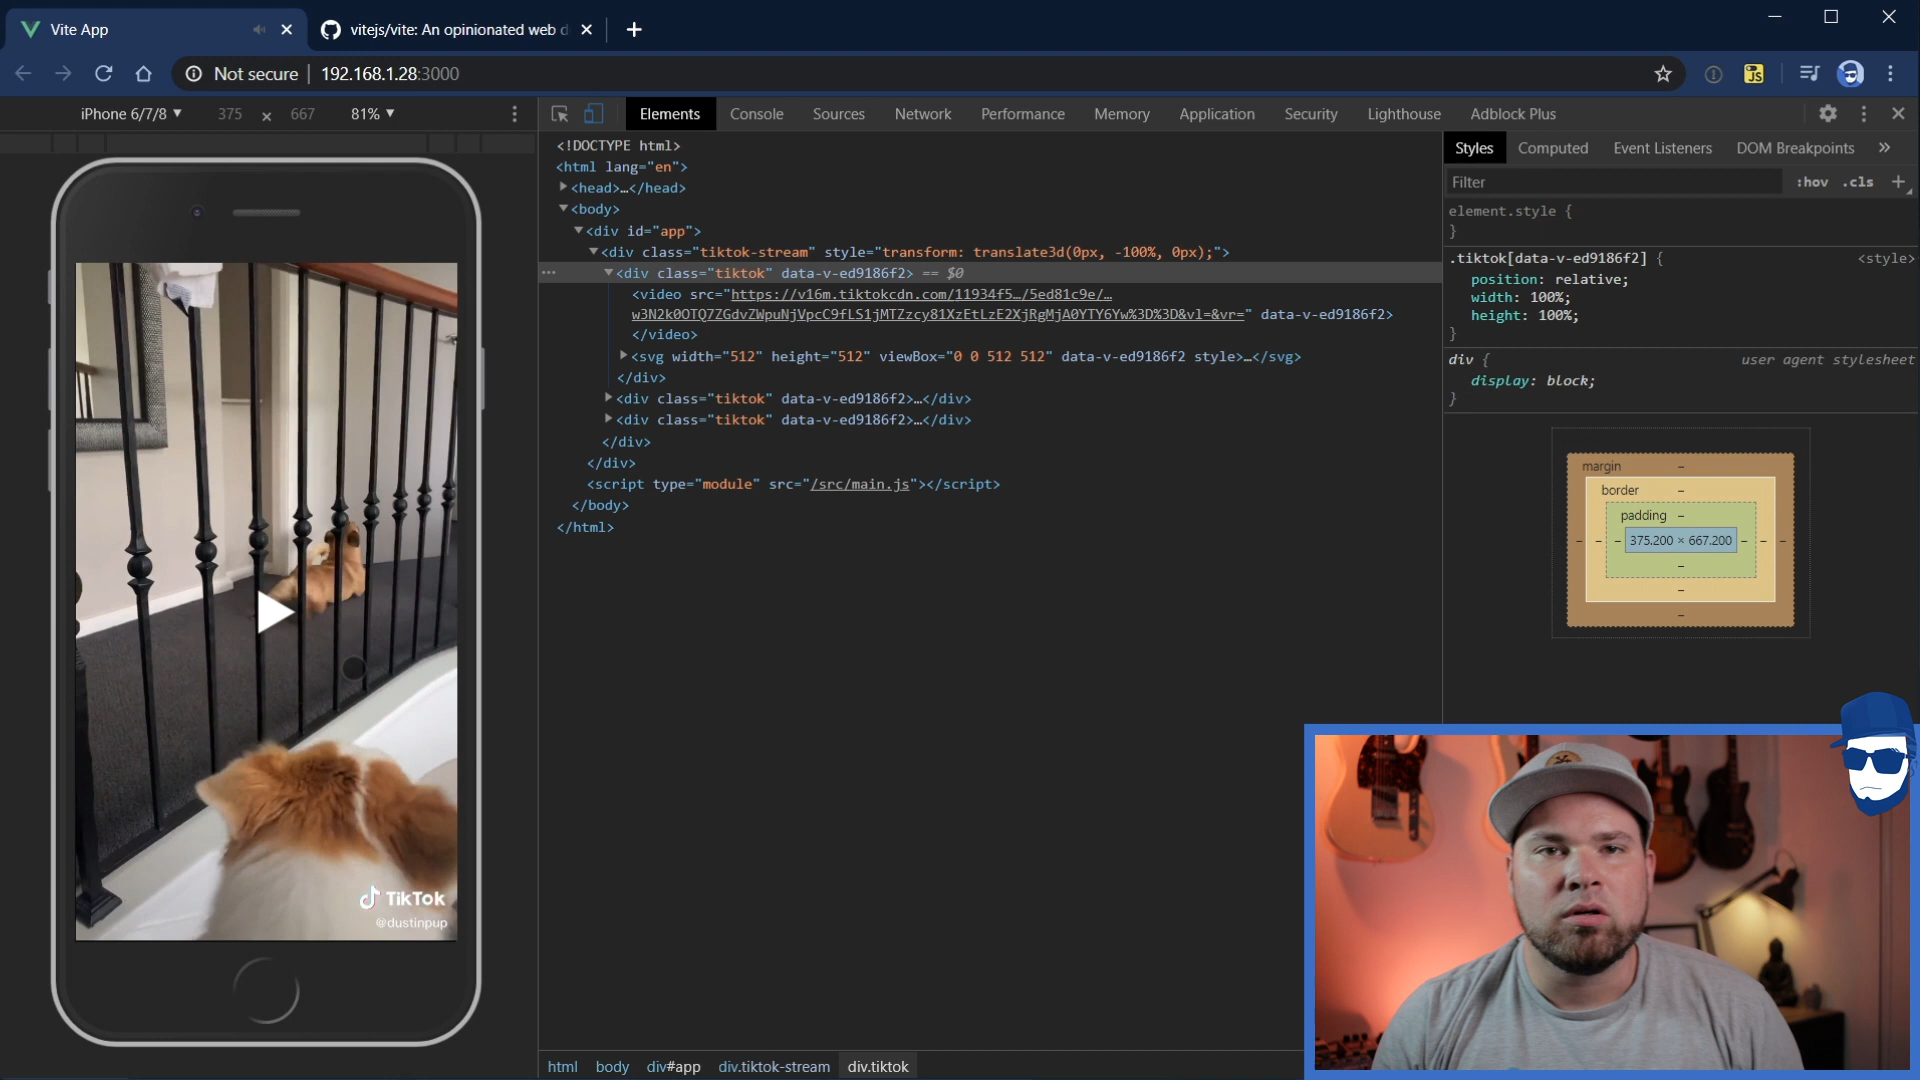 Vite App
vitejs/vite: An opinionated web d
Not secure
192.168.1.28:3000
JS
iPhone 6/7/8 ▼ 375 × 667 81% ▼
Elements Console Sources Network Performance Memory Application Security Lighthouse Adblock Plus
<!DOCTYPE html>
<html lang="en">
<head>…</head>
<body>
<div id="app">
<div class="tiktok-stream" style="transform: translate3d(0px, -100%, 0px);">
<div class="tiktok" data-v-ed9186f2> == $0
<video src="https://v16m.tiktokcdn.com/11934f5…/5ed81c9e/…
w3N2k0OTQ7ZGdvZWpuNjVpcC9fLS1jMTZzcy81XzEtLzE2XjRgMjA0YTY6Yw%3D%3D&vl=&vr=" data-v-ed9186f2>
</video>
<svg width="512" height="512" viewBox="0 0 512 512" data-v-ed9186f2 style>…</svg>
</div>
<div class="tiktok" data-v-ed9186f2>…</div>
<div class="tiktok" data-v-ed9186f2>…</div>
</div>
</div>
<script type="module" src="/src/main.js"></script>
</body>
</html>
html body div#app div.tiktok-stream div.tiktok
Styles Computed Event Listeners DOM Breakpoints »
Filter
:hov .cls +
element.style {
}
.tiktok[data-v-ed9186f2] { <style>
position: relative;
width: 100%;
height: 100%;
}
div { user agent stylesheet
display: block;
}
margin –
border –
padding –
– – – 375.200 × 667.200 – – –
–
–
–
TikTok
@dustinpup